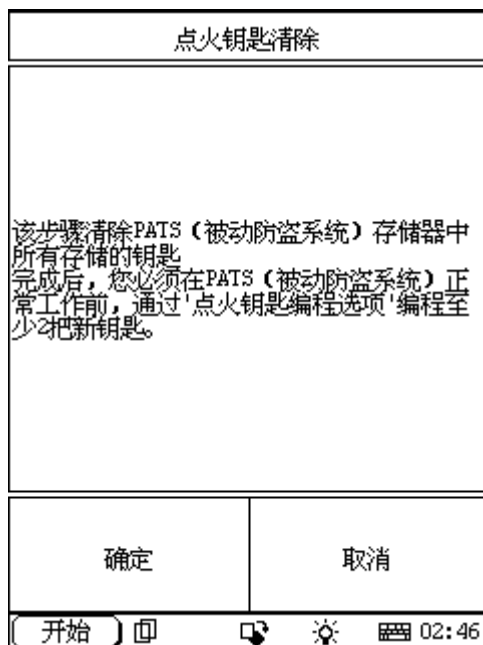 点火钥匙清除
该步骤清除PATS（被动防盗系统）存储器中
所有存储的钥匙
完成后，您必须在PATS（被动防盗系统）正
常工作前，通过'点火钥匙编程选项'编程至
少2把新钥匙。
确定
取消
开始
02:46